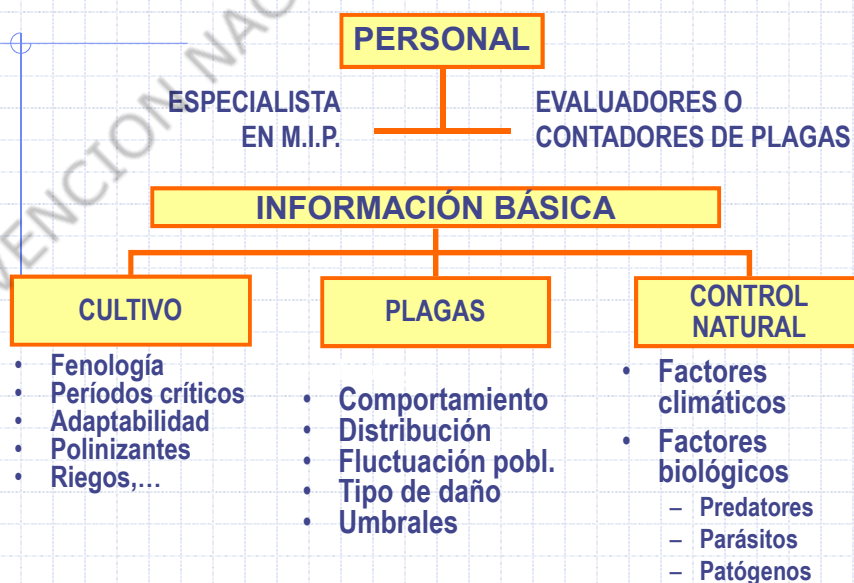 PERSONAL
ESPECIALISTA
EN M.I.P.
EVALUADORES O
CONTADORES DE PLAGAS
INFORMACIÓN BÁSICA
CULTIVO
• Fenología
• Períodos críticos
• Adaptabilidad
• Polinizantes
• Riegos,…
PLAGAS
• Comportamiento
• Distribución
• Fluctuación pobl.
• Tipo de daño
• Umbrales
CONTROL
NATURAL
• Factores
climáticos
• Factores
biológicos
– Predatores
– Parásitos
– Patógenos